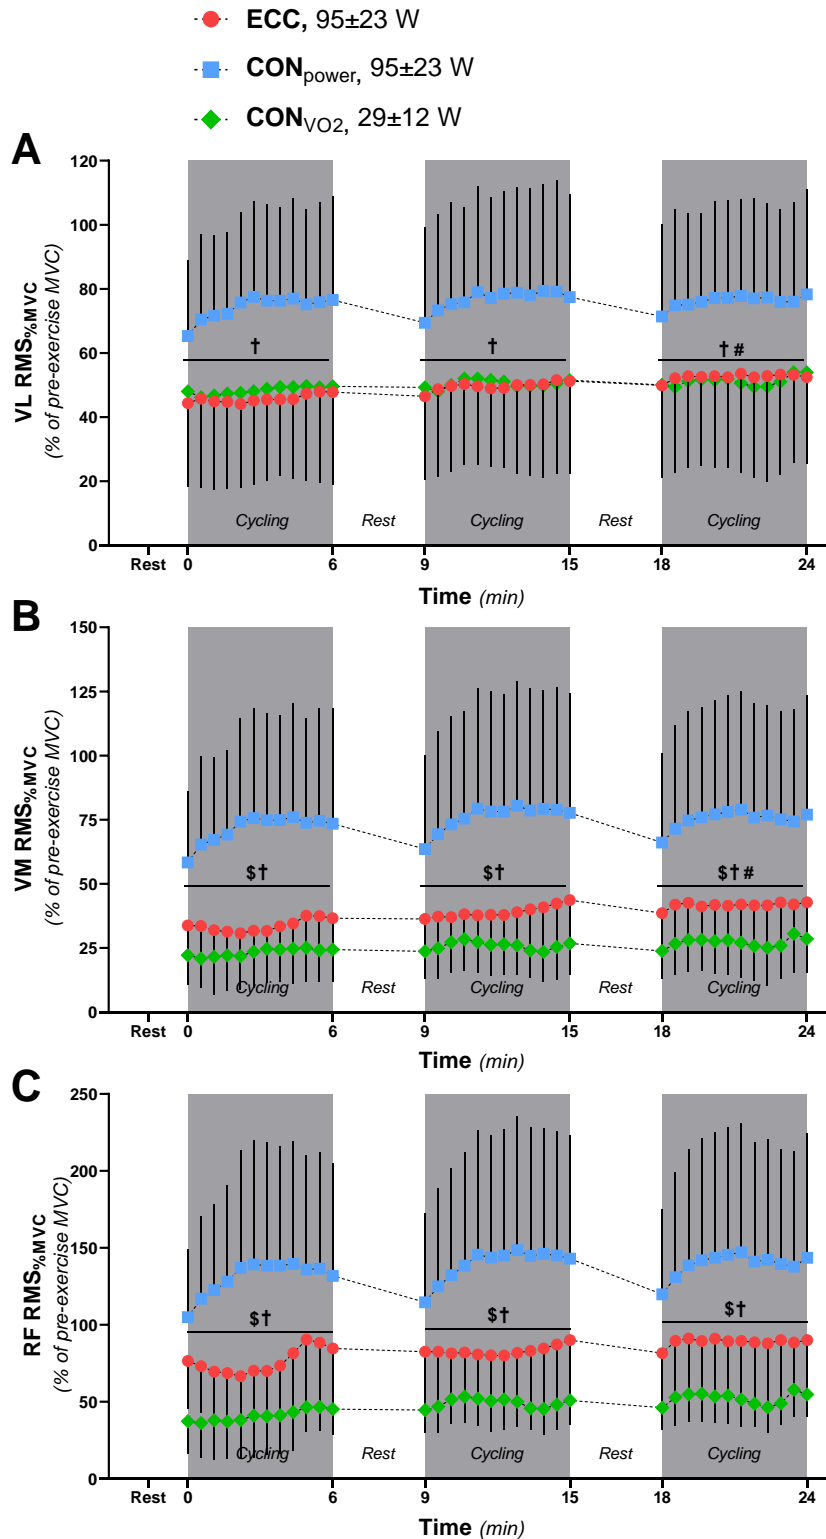 ECC, 95±23 W
CONpower, 95±23 W
CONVO2, 29±12 W
A
VL RMS%MVC
(% of pre-exercise MVC)
120
100
80
60
40
20
0
† † † #
Cycling Rest Cycling Rest Cycling
Rest 0 6 9 15 18 24
Time (min)
B
VM RMS%MVC
(% of pre-exercise MVC)
150
125
100
75
50
25
0
$† $† $†#
Cycling Rest Cycling Rest Cycling
Rest 0 6 9 15 18 24
Time (min)
C
RF RMS%MVC
(% of pre-exercise MVC)
250
200
150
100
50
0
$† $† $†
Cycling Rest Cycling Rest Cycling
Rest 0 6 9 15 18 24
Time (min)